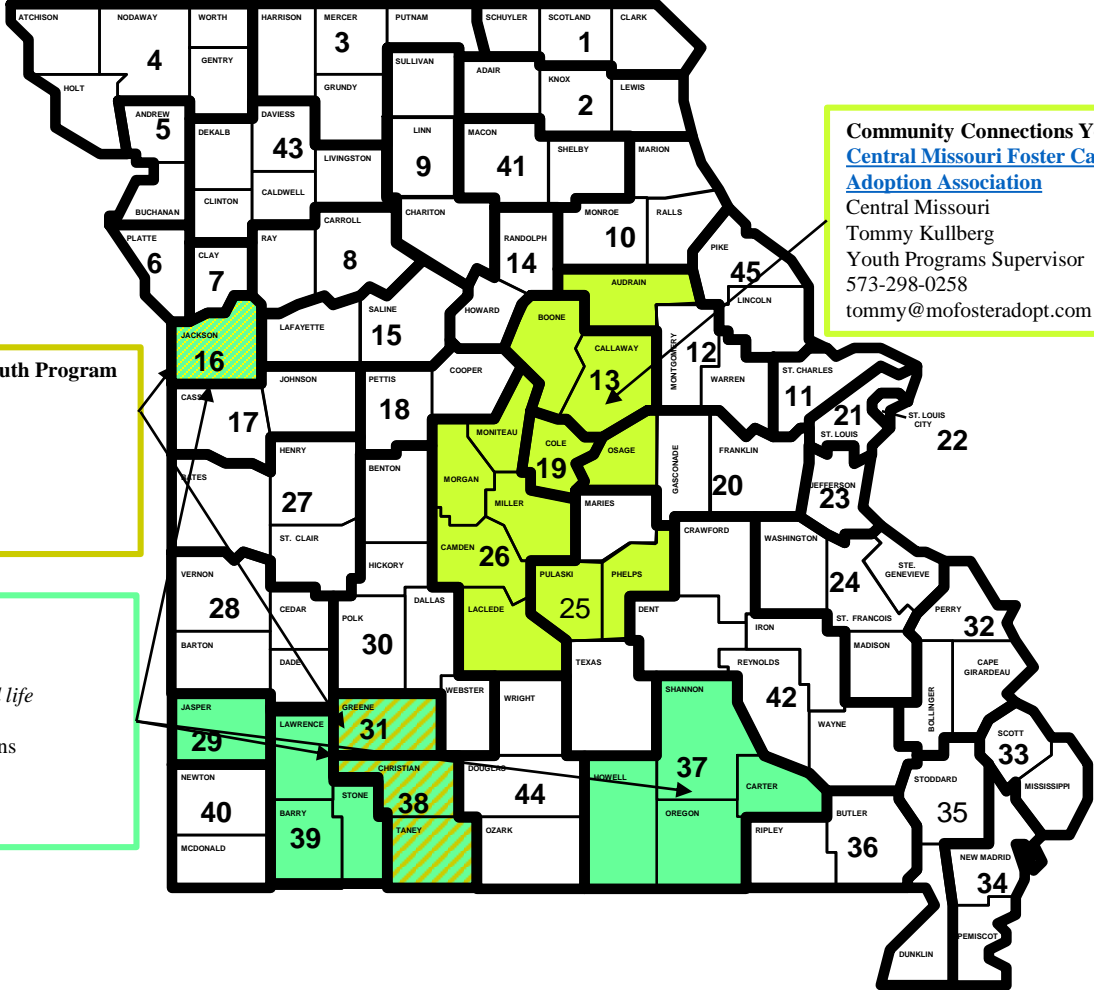 ATCHISON
NODAWAY
WORTH
HARRISON
MERCER
PUTNAM
SCHUYLER
SCOTLAND
CLARK
4
3
1
GENTRY
SULLIVAN
ADAIR
KNOX
LEWIS
HOLT
GRUNDY
2
ANDREW
5
DEKALB
DAVIESS
43
LINN
9
MACON
41
SHELBY
MARION
LIVINGSTON
CALDWELL
CLINTON
BUCHANAN
CARROLL
CHARITON
MONROE
RALLS
10
PLATTE
6
CLAY
7
RAY
8
RANDOLPH
14
PIKE
45
AUDRAIN
LINCOLN
Community Connections Y
Central Missouri Foster Ca
Adoption Association
Central Missouri
Tommy Kullberg
Youth Programs Supervisor
573-298-0258
tommy@mofosteradopt.com
JACKSON
16
LAFAYETTE
SALINE
15
HOWARD
BOONE
CALLAWAY
13
MONTGOMERY
12
WARREN
ST. CHARLES
11
21
ST. LOUIS
ST. LOUIS
CITY
22
uth Program
CASS
17
JOHNSON
PETTIS
18
COOPER
MONITEAU
COLE
19
OSAGE
GASCONADE
FRANKLIN
20
JEFFERSON
23
BATES
HENRY
27
BENTON
MORGAN
MILLER
MARIES
CRAWFORD
WASHINGTON
STE.
GENEVIEVE
ST. CLAIR
CAMDEN
26
HICKORY
PULASKI
25
PHELPS
24
ST. FRANCOIS
PERRY
32
VERNON
28
CEDAR
DALLAS
LACLEDE
DENT
IRON
MADISON
POLK
30
BARTON
DADE
TEXAS
REYNOLDS
42
BOLLINGER
CAPE
GIRARDEAU
l life
ns
JASPER
29
LAWRENCE
GREENE
31
WEBSTER
WRIGHT
SHANNON
37
WAYNE
SCOTT
33
NEWTON
40
CHRISTIAN
38
DOUGLAS
44
HOWELL
CARTER
STODDARD
35
MISSISSIPPI
STONE
BARRY
39
TANEY
OZARK
OREGON
RIPLEY
BUTLER
36
MCDONALD
NEW MADRID
34
DUNKLIN
PEMISCOT